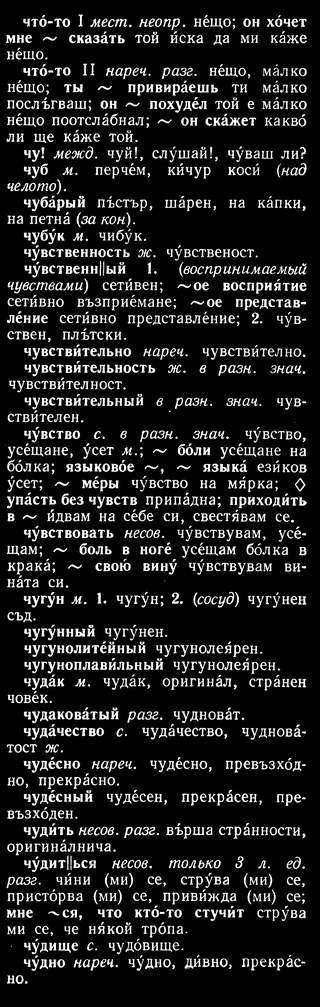 что́-то I мест. неопр. не́що; он хо́чет
мне ~ сказа́ть той и́ска да ми ка́же
не́що.
что́-то II нареч. разг. не́що, ма́лко
не́що; ты ~ привира́ешь ти ма́лко
послъ́гваш; он ~ похуде́л той е ма́лко
не́що поотсла́бнал; ~ он ска́жет какво́
ли ще ка́же той.
чу! межд. чуй!, слу́шай!, чу́ваш ли?
чуб м. перче́м, ки́чур коси́ (над
челото).
чуба́рый пъ́стър, ша́рен, на ка́пки,
на петна́ (за кон).
чубу́к м. чибу́к.
чу́вственность ж. чу́вственост.
чу́вственн||ый 1. (воспринимаемый
чувствами) сети́вен; ~ое восприя́тие
сети́вно възприе́мане; ~ое представ-
ле́ние сети́вно представле́ние; 2. чу́в-
ствен, плъ́тски.
чувстви́тельно нареч. чувстви́телно.
чувстви́тельность ж. в разн. знач.
чувстви́телност.
чувстви́тельный в разн. знач. чув-
стви́телен.
чу́вство с. в разн. знач. чу́вство,
усе́щане, у́сет м.; ~ бо́ли усе́щане на
бо́лка; языково́е ~, ~ языка́ ези́ков
у́сет; ~ ме́ры чу́вство на мя́рка; ◊
упа́сть без чувств припа́дна; приходи́ть
в ~ и́двам на се́бе си, свестя́вам се.
чу́вствовать несов. чу́вствувам, усе́-
щам; ~ боль в ноге́ усе́щам бо́лка в
крака́; ~ свою́ вину́ чу́вствувам ви-
на́та си.
чугу́н м. 1. чугу́н; 2. (сосуд) чугу́нен
съд.
чугу́нный чугу́нен.
чугунолите́йный чугунолея́рен.
чугуноплави́льный чугунолея́рен.
чуда́к м. чуда́к, оригина́л, стра́нен
чове́к.
чудакова́тый разг. чуднова́т.
чуда́чество с. чуда́чество, чуднова́-
тост ж.
чуде́сно нареч. чуде́сно, превъзхо́д-
но, прекра́сно.
чуде́сный чуде́сен, прекра́сен, пре-
възхо́ден.
чуди́ть несов. разг. въ́рша стра́нности,
оригина́лнича.
чу́дит||ься несов. только 3 л. ед.
разг. чи́ни (ми) се, стру́ва (ми) се,
присто́рва (ми) се, приви́жда (ми) се;
мне ~ся, что кто́-то стучи́т стру́ва
ми се, че ня́кой тро́па.
чу́дище с. чудо́вище.
чу́дно нареч. чу́дно, ди́вно, прекра́с-
но.